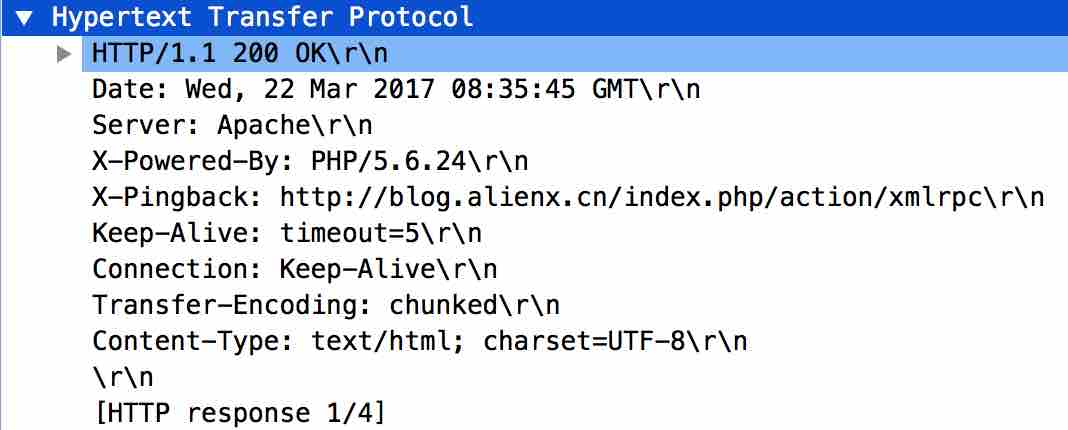 Hypertext Transfer Protocol
HTTP/1.1 200 OK\r\n
Date: Wed, 22 Mar 2017 08:35:45 GMT\r\n
Server: Apache\r\n
X-Powered-By: PHP/5.6.24\r\n
X-Pingback: http://blog.alienx.cn/index.php/action/xmlrpc\r\n
Keep-Alive: timeout=5\r\n
Connection: Keep-Alive\r\n
Transfer-Encoding: chunked\r\n
Content-Type: text/html; charset=UTF-8\r\n
\r\n
[HTTP response 1/4]